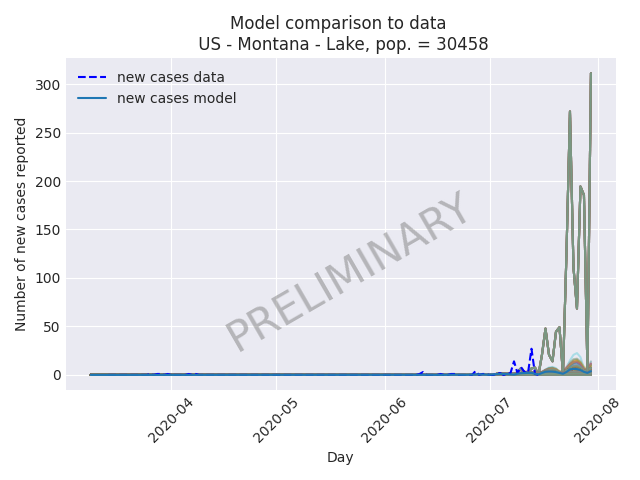 Model comparison to data
US - Montana - Lake, pop. = 30458
new cases data
new cases model
Number of new cases reported
300
250
200
150
100
50
0
PRELIMINARY
2020-04
2020-05
2020-06
2020-07
2020-08
Day